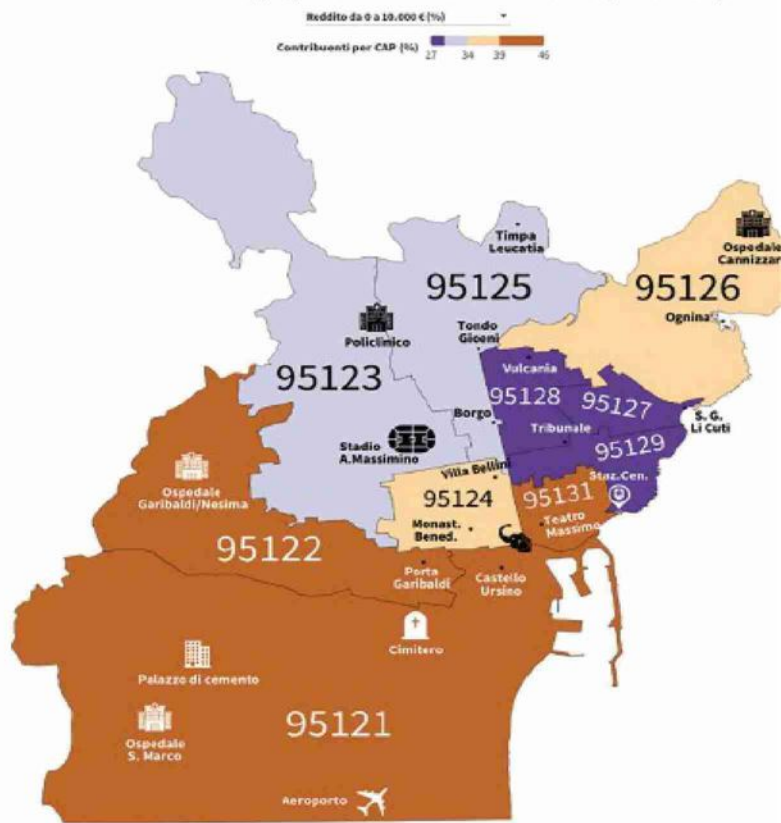 Reddito da 0 a 10.000 € (%)
Contribuenti per CAP (%)
27 34 39 46
Timpa
Leucatia
Ospedale
Cannizzar
95125
95126
Ognina
Policlinico
Tondo
Gioeni
Vulcania
95123
95128
95127
S. G.
Li Cuti
Borgo
Tribunale
95129
Stadio
A.Massimino
Villa Bellini
Staz.Cen.
Ospedale
Garibaldi/Nesima
95124
95131
Monast.
Bened.
Teatro
Massimo
95122
Porta
Garibaldi
Castello
Ursino
Cimitero
Palazzo di cemento
95121
Ospedale
S. Marco
Aeroporto